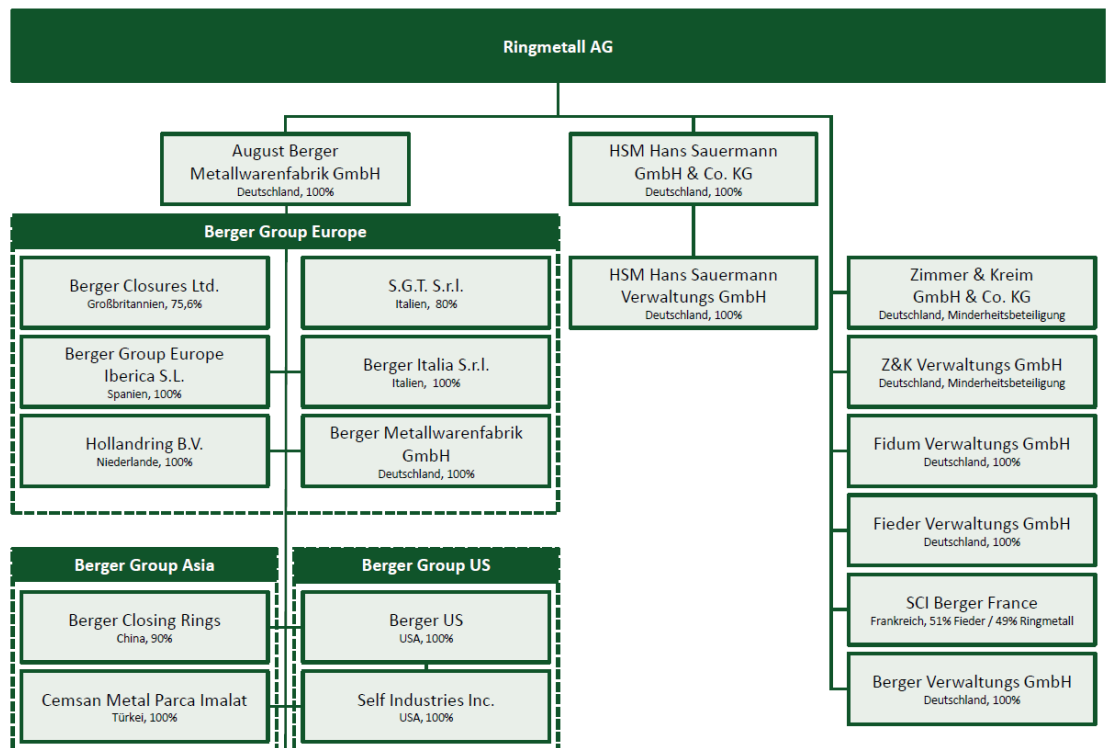 Ringmetall AG
August Berger
Metallwarenfabrik GmbH
Deutschland, 100%
HSM Hans Sauermann
GmbH & Co. KG
Deutschland, 100%
Berger Group Europe
Berger Closures Ltd.
Großbritannien, 75,6%
S.G.T. S.r.l.
Italien, 80%
HSM Hans Sauermann
Verwaltungs GmbH
Deutschland, 100%
Zimmer & Kreim
GmbH & Co. KG
Deutschland, Minderheitsbeteiligung
Berger Group Europe
Iberica S.L.
Spanien, 100%
Berger Italia S.r.l.
Italien, 100%
Z&K Verwaltungs GmbH
Deutschland, Minderheitsbeteiligung
Hollandring B.V.
Niederlande, 100%
Berger Metallwarenfabrik
GmbH
Deutschland, 100%
Fidum Verwaltungs GmbH
Deutschland, 100%
Fieder Verwaltungs GmbH
Deutschland, 100%
Berger Group Asia
Berger Group US
Berger Closing Rings
China, 90%
Berger US
USA, 100%
SCI Berger France
Frankreich, 51% Fieder / 49% Ringmetall
Cemsan Metal Parca Imalat
Türkei, 100%
Self Industries Inc.
USA, 100%
Berger Verwaltungs GmbH
Deutschland, 100%